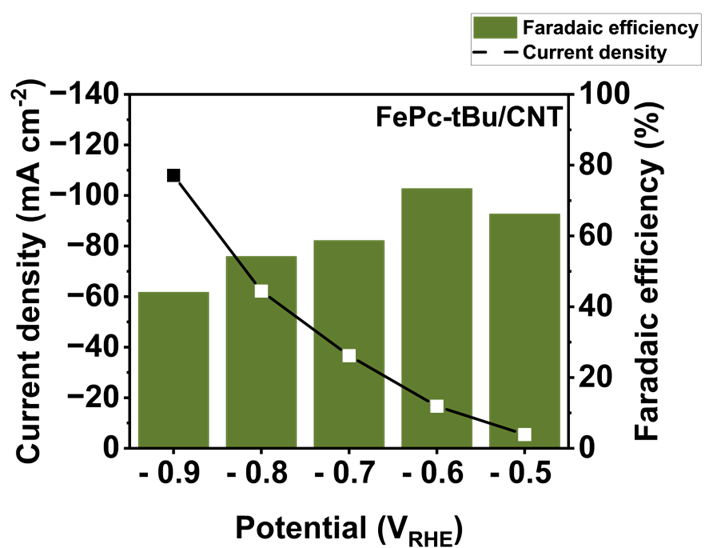 Faradaic efficiency
Current density
FePc-tBu/CNT
Current density (mA cm⁻²)
−140
−120
−100
−80
−60
−40
−20
0
100
80
60
40
20
0
Faradaic efficiency (%)
- 0.9 - 0.8 - 0.7 - 0.6 - 0.5
Potential (V_RHE)